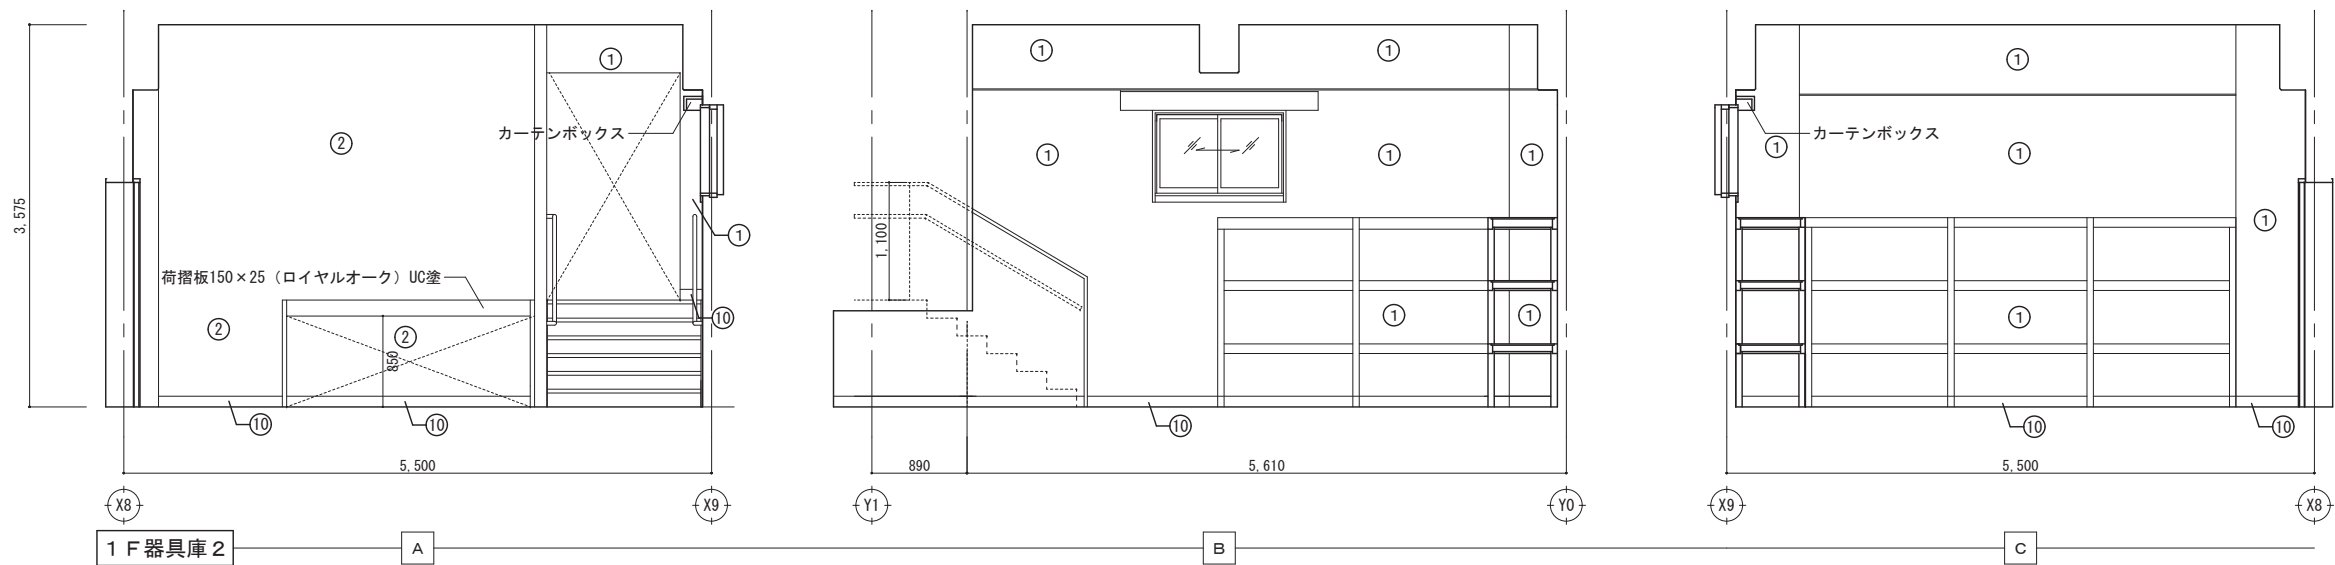 ① ① ① ①
カーテンボックス
② ① ① ① ① カーテンボックス ①
3,575
1,100
① ①
荷摺板150×25（ロイヤルオーク）UC塗
② ② ⑩ ① ① ①
850
⑩ ⑩ ⑩ ⑩ ⑩
5,500 890 5,610 5,500
X8 X9 Y1 Y0 X9 X8
１Ｆ器具庫２ A B C